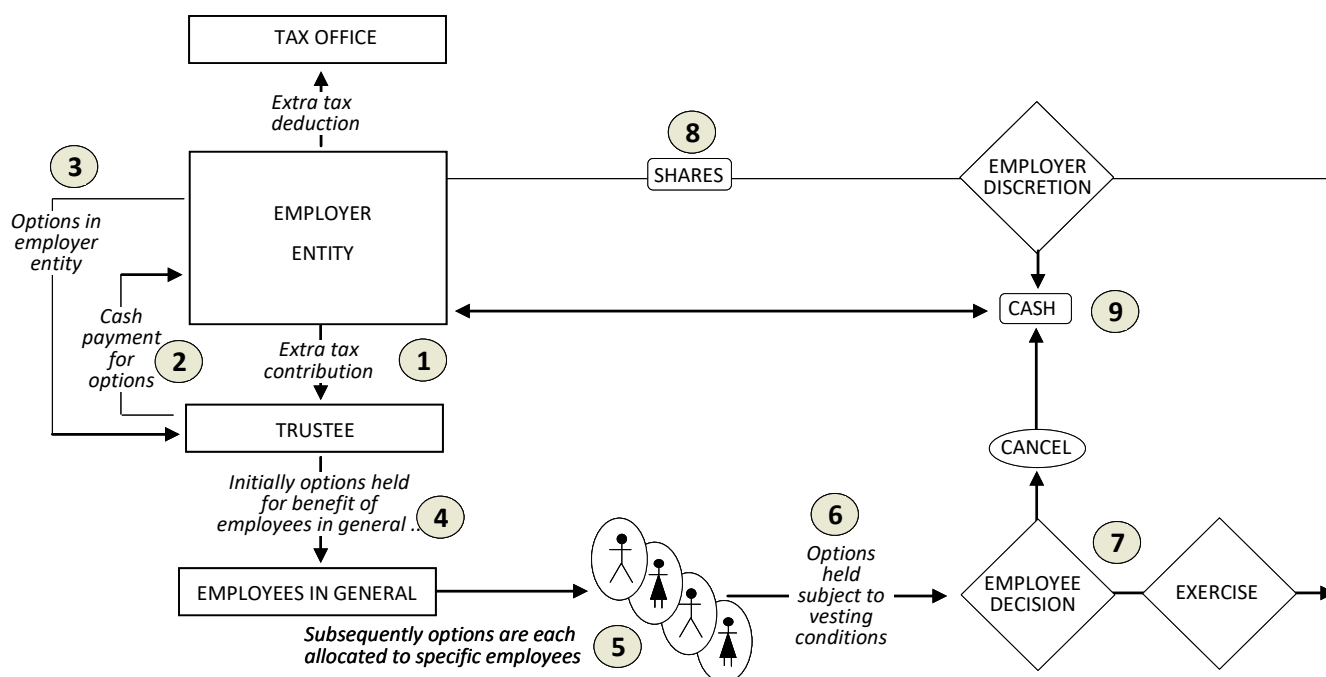 TAX OFFICE
Extra tax
deduction
8
3
SHARES
EMPLOYER
DISCRETION
Options in
employer
entity
EMPLOYER
ENTITY
CASH
9
Cash
payment
for
options
2
Extra tax
contribution
1
TRUSTEE
CANCEL
Initially options held
for benefit of
employees in general ..
4
6
Options
held
subject to
vesting
conditions
7
EMPLOYEES IN GENERAL
EMPLOYEE
DECISION
EXERCISE
Subsequently options are each
allocated to specific employees
5